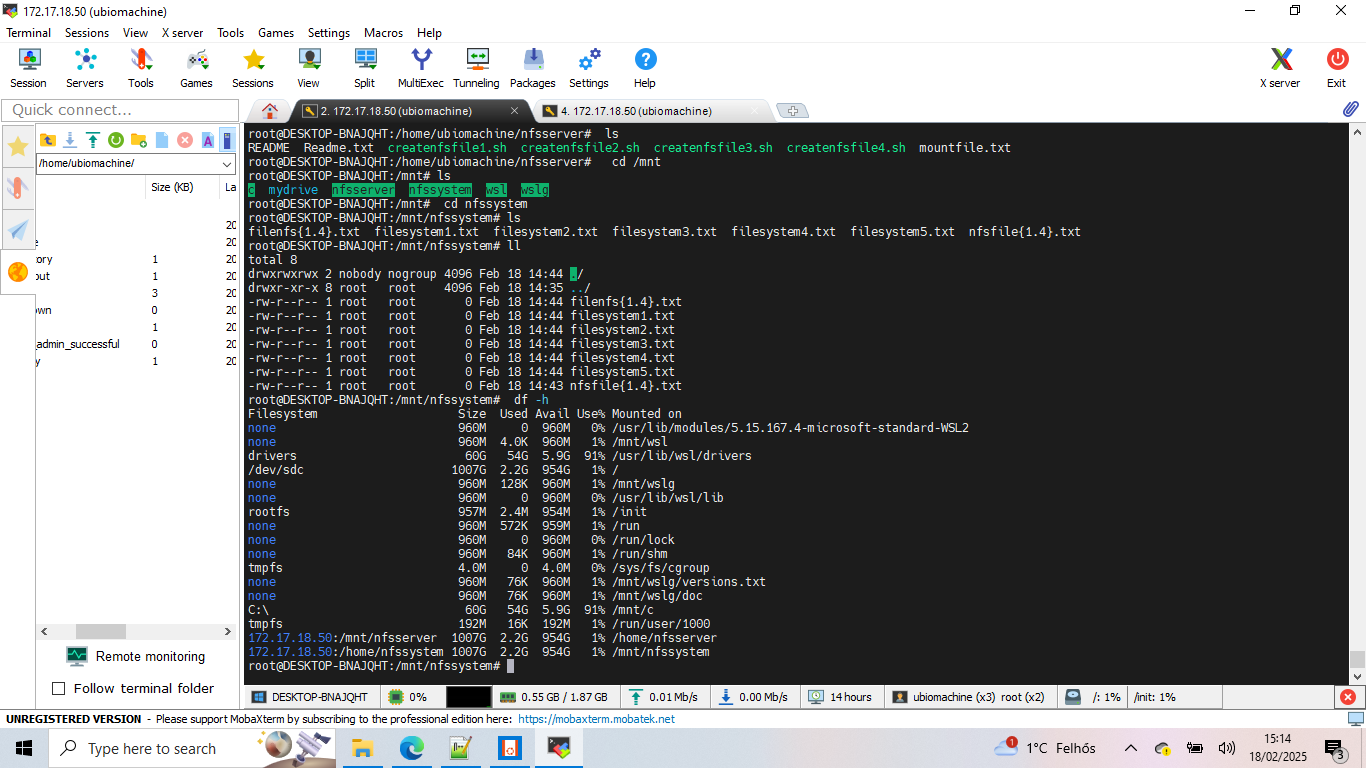 172.17.18.50 (ubiomachine)
Terminal Sessions View X server Tools Games Settings Macros Help
Session Servers Tools Games Sessions View Split MultiExec Tunneling Packages Settings Help X server Exit
Quick connect...
2. 172.17.18.50 (ubiomachine)
4. 172.17.18.50 (ubiomachine)
/home/ubiomachine/
Size (KB) La
20
e 20
tory 1 20
out 1 20
3 20
own 0 20
1 20
_admin_successful 0 20
y 1 20
Remote monitoring
Follow terminal folder
root@DESKTOP-BNAJQHT:/home/ubiomachine/nfsserver# ls
README Readme.txt createnfsfile1.sh createnfsfile2.sh createnfsfile3.sh createnfsfile4.sh mountfile.txt
root@DESKTOP-BNAJQHT:/home/ubiomachine/nfsserver# cd /mnt
root@DESKTOP-BNAJQHT:/mnt# ls
c mydrive nfsserver nfssystem wsl wslg
root@DESKTOP-BNAJQHT:/mnt# cd nfssystem
root@DESKTOP-BNAJQHT:/mnt/nfssystem# ls
filenfs{1.4}.txt filesystem1.txt filesystem2.txt filesystem3.txt filesystem4.txt filesystem5.txt nfsfile{1.4}.txt
root@DESKTOP-BNAJQHT:/mnt/nfssystem# ll
total 8
drwxrwxrwx 2 nobody nogroup 4096 Feb 18 14:44 ./
drwxr-xr-x 8 root root 4096 Feb 18 14:35 ../
-rw-r--r-- 1 root root 0 Feb 18 14:44 filenfs{1.4}.txt
-rw-r--r-- 1 root root 0 Feb 18 14:44 filesystem1.txt
-rw-r--r-- 1 root root 0 Feb 18 14:44 filesystem2.txt
-rw-r--r-- 1 root root 0 Feb 18 14:44 filesystem3.txt
-rw-r--r-- 1 root root 0 Feb 18 14:44 filesystem4.txt
-rw-r--r-- 1 root root 0 Feb 18 14:44 filesystem5.txt
-rw-r--r-- 1 root root 0 Feb 18 14:43 nfsfile{1.4}.txt
root@DESKTOP-BNAJQHT:/mnt/nfssystem# df -h
Filesystem Size Used Avail Use% Mounted on
none 960M 0 960M 0% /usr/lib/modules/5.15.167.4-microsoft-standard-WSL2
none 960M 4.0K 960M 1% /mnt/wsl
drivers 60G 54G 5.9G 91% /usr/lib/wsl/drivers
/dev/sdc 1007G 2.2G 954G 1% /
none 960M 128K 960M 1% /mnt/wslg
none 960M 0 960M 0% /usr/lib/wsl/lib
rootfs 957M 2.4M 954M 1% /init
none 960M 572K 959M 1% /run
none 960M 0 960M 0% /run/lock
none 960M 84K 960M 1% /run/shm
tmpfs 4.0M 0 4.0M 0% /sys/fs/cgroup
none 960M 76K 960M 1% /mnt/wslg/versions.txt
none 960M 76K 960M 1% /mnt/wslg/doc
C:\ 60G 54G 5.9G 91% /mnt/c
tmpfs 192M 16K 192M 1% /run/user/1000
172.17.18.50:/mnt/nfsserver 1007G 2.2G 954G 1% /home/nfsserver
172.17.18.50:/home/nfssystem 1007G 2.2G 954G 1% /mnt/nfssystem
root@DESKTOP-BNAJQHT:/mnt/nfssystem#
DESKTOP-BNAJQHT 0% 0.55 GB / 1.87 GB 0.01 Mb/s 0.00 Mb/s 14 hours ubiomachine (x3) root (x2) /: 1% /init: 1%
UNREGISTERED VERSION - Please support MobaXterm by subscribing to the professional edition here: https://mobaxterm.mobatek.net
Type here to search
1 1°C Felhős
15:14
18/02/2025
3